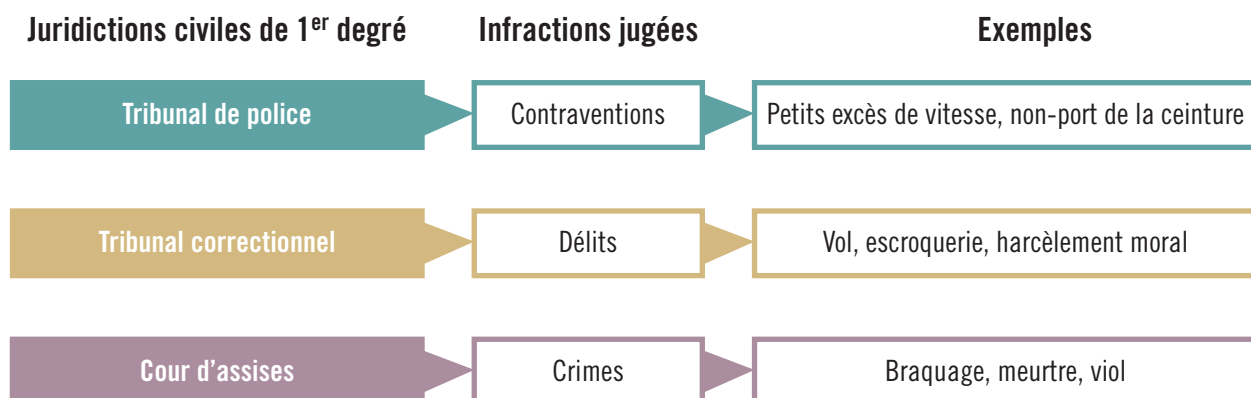 Juridictions civiles de 1er degré Infractions jugées Exemples
Tribunal de police Contraventions Petits excès de vitesse, non-port de la ceinture
Tribunal correctionnel Délits Vol, escroquerie, harcèlement moral
Cour d'assises Crimes Braquage, meurtre, viol